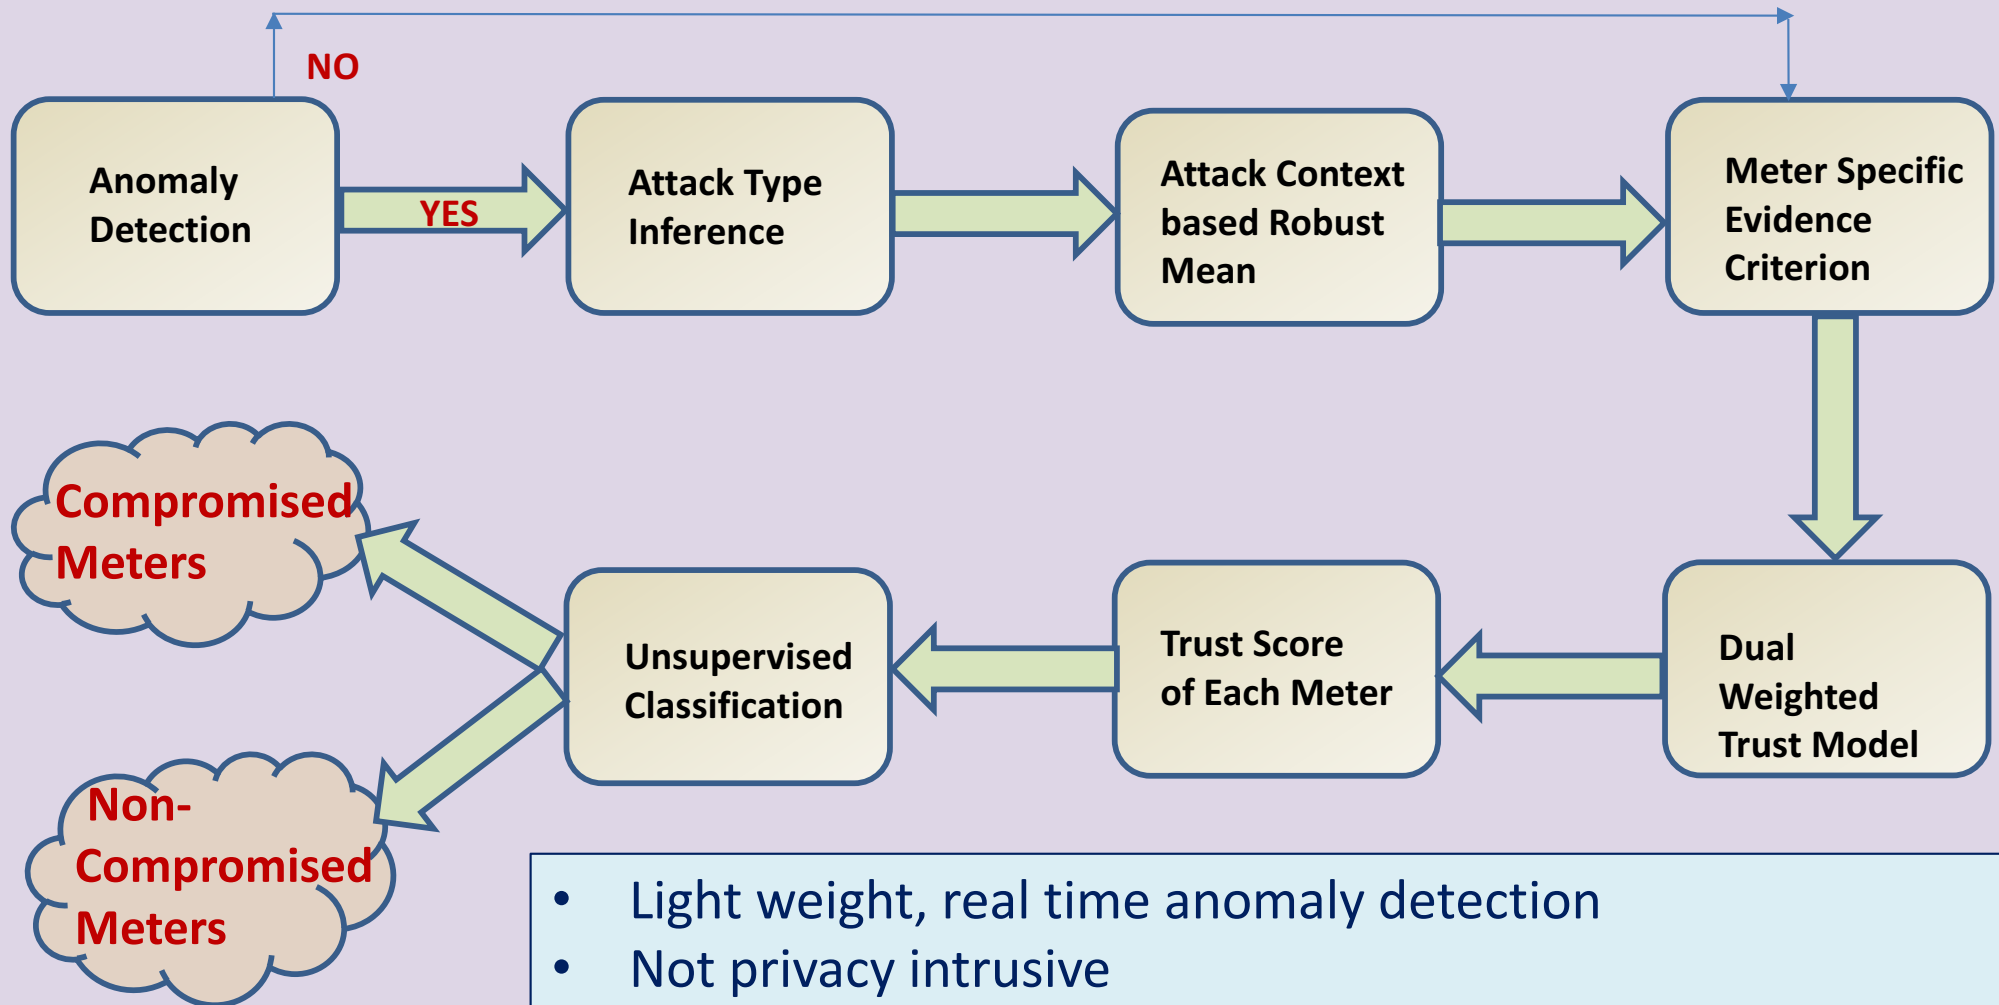 NO
Anomaly
Detection
YES
Attack Type
Inference
Attack Context
based Robust
Mean
Meter Specific
Evidence
Criterion
Dual
Weighted
Trust Model
Trust Score
of Each Meter
Unsupervised
Classification
Compromised
Meters
Non-
Compromised
Meters
• Light weight, real time anomaly detection
• Not privacy intrusive